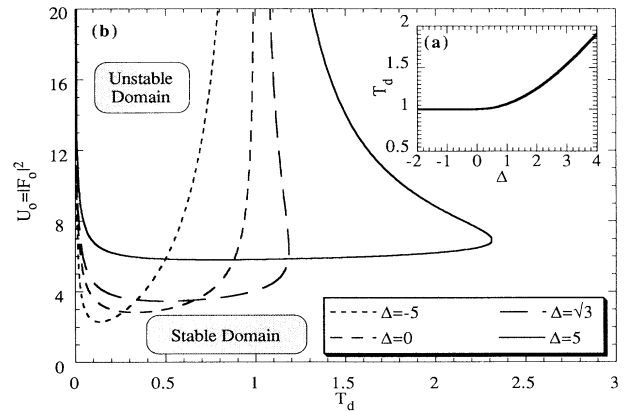 20
16
12
8
4
0
U₀=|F₀|²
(b)
Unstable
Domain
Stable Domain
0
0.5
1
1.5
2
2.5
3
T_d
(a)
2
1.5
1
0.5
T_d
-2
-1
0
1
2
3
4
Δ
Δ=-5
Δ=√3
Δ=0
Δ=5